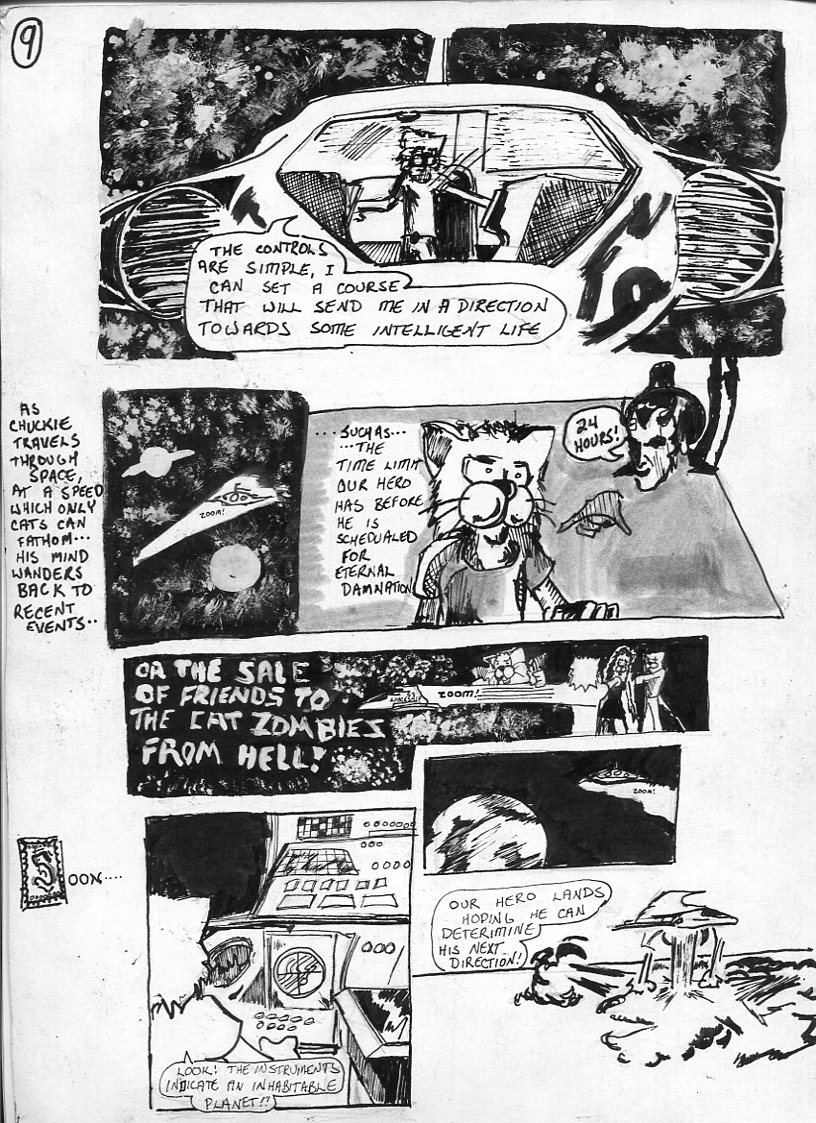 9
THE CONTROLS
ARE SIMPLE, I
CAN SET A COURSE
THAT WILL SEND ME IN A DIRECTION
TOWARDS SOME INTELLIGENT LIFE
AS
CHUCKIE
TRAVELS
THROUGH
SPACE,
AT A SPEED
WHICH ONLY
CATS CAN
FATHOM...
HIS MIND
WANDERS
BACK TO
RECENT
EVENTS..
ZOOM!
... SUCH AS...
...THE
TIME LIMIT
OUR HERO
HAS BEFORE
HE IS
SCHEDUALED
FOR
ETERNAL
DAMNATION
24
HOURS!
OR THE SALE
OF FRIENDS TO
THE CAT ZOMBIES
FROM HELL!
ZOOM!
ZOOM!
SOON....
LOOK! THE INSTRUMENTS
INDICATE AN INHABITABLE
PLANET!!
OUR HERO LANDS
HOPING HE CAN
DETERIMINE
HIS NEXT
DIRECTION!